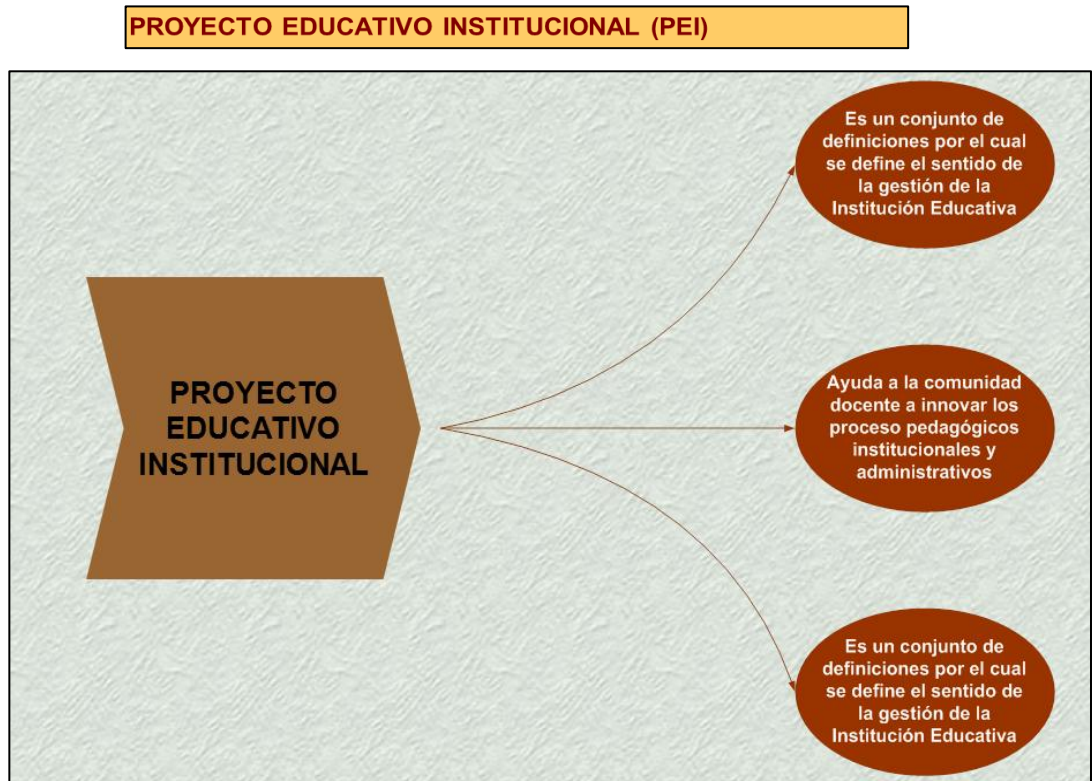 PROYECTO EDUCATIVO INSTITUCIONAL (PEI)
PROYECTO
EDUCATIVO
INSTITUCIONAL
Es un conjunto de
definiciones por el cual
se define el sentido de
la gestión de la
Institución Educativa
Ayuda a la comunidad
docente a innovar los
proceso pedagógicos
institucionales y
administrativos
Es un conjunto de
definiciones por el cual
se define el sentido de
la gestión de la
Institución Educativa